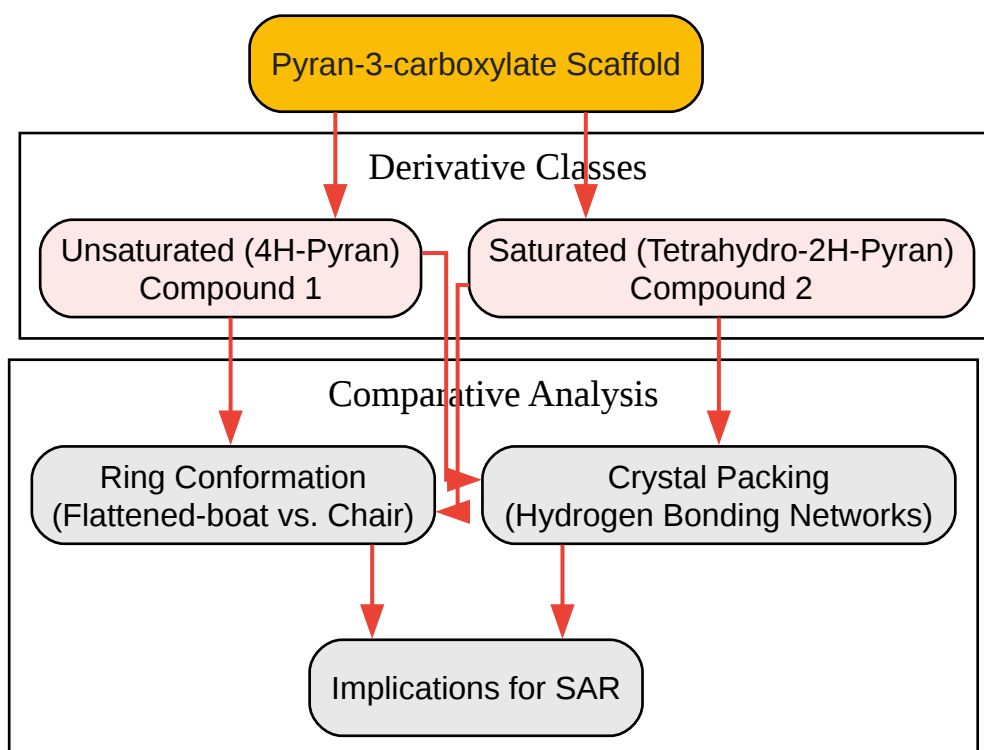 Pyran-3-carboxylate Scaffold
Derivative Classes
Unsaturated (4H-Pyran)
Compound 1
Saturated (Tetrahydro-2H-Pyran)
Compound 2
Comparative Analysis
Ring Conformation
(Flattened-boat vs. Chair)
Crystal Packing
(Hydrogen Bonding Networks)
Implications for SAR